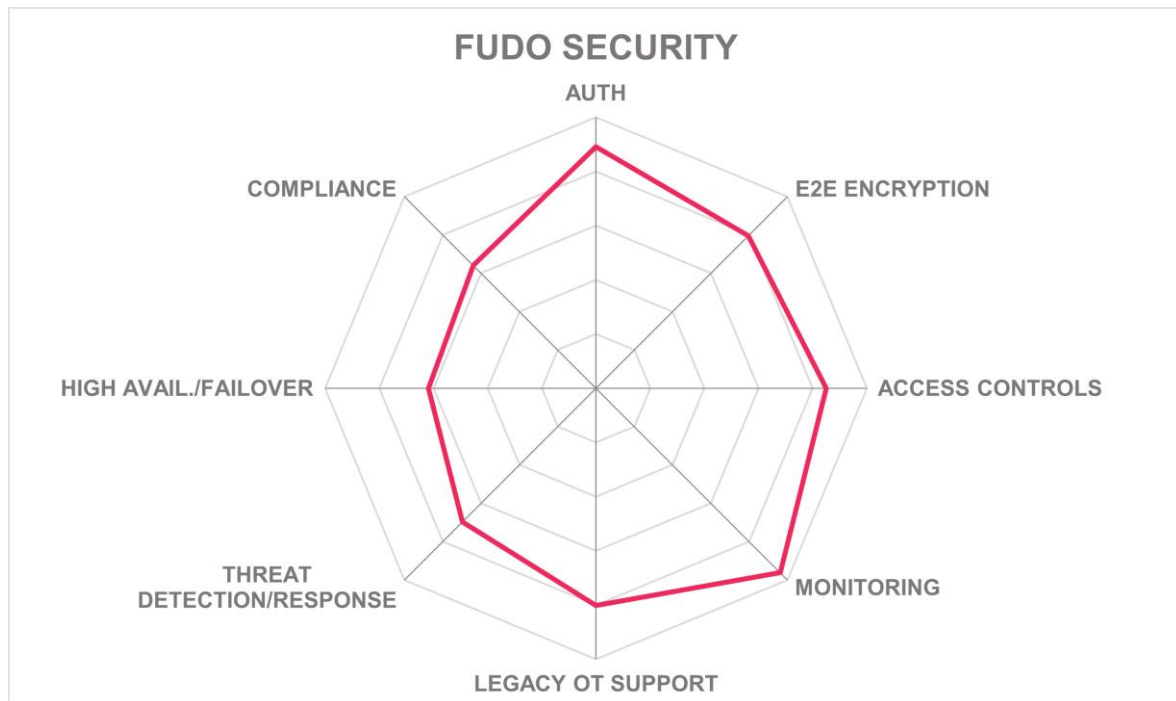 FUDO SECURITY
AUTH
COMPLIANCE
E2E ENCRYPTION
HIGH AVAIL./FAILOVER
ACCESS CONTROLS
THREAT
DETECTION/RESPONSE
MONITORING
LEGACY OT SUPPORT